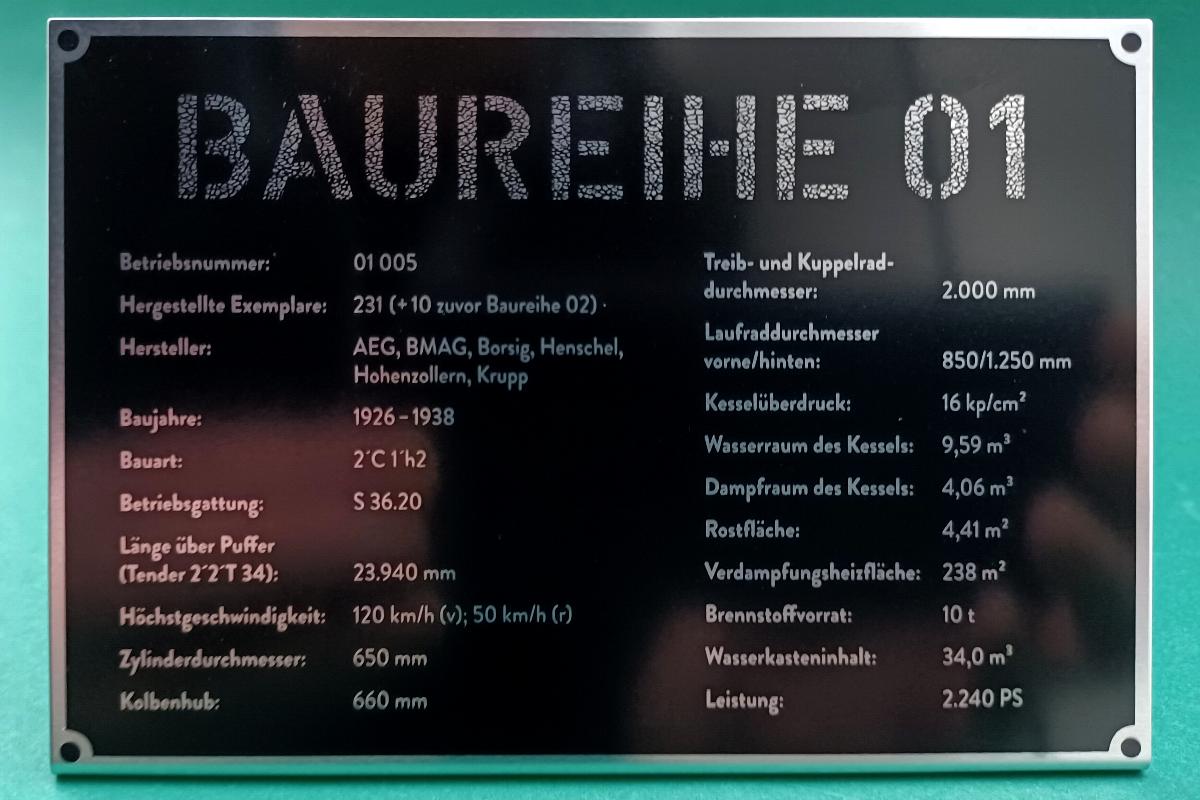 BAUREIHE 01
Betriebsnummer: 01 005
Hergestellte Exemplare: 231 (+10 zuvor Baureihe 02)
Hersteller: AEG, BMAG, Borsig, Henschel,
Hohenzollern, Krupp
Baujahre: 1926–1938
Bauart: 2´C 1´h2
Betriebsgattung: S 36.20
Länge über Puffer
(Tender 2´2´T 34): 23.940 mm
Höchstgeschwindigkeit: 120 km/h (v); 50 km/h (r)
Zylinderdurchmesser: 650 mm
Kolbenhub: 660 mm
Treib- und Kuppelrad-
durchmesser: 2.000 mm
Laufraddurchmesser
vorne/hinten: 850/1.250 mm
Kesselüberdruck: 16 kp/cm²
Wasserraum des Kessels: 9,59 m³
Dampfraum des Kessels: 4,06 m³
Rostfläche: 4,41 m²
Verdampfungsheizfläche: 238 m²
Brennstoffvorrat: 10 t
Wasserkasteninhalt: 34,0 m³
Leistung: 2.240 PS